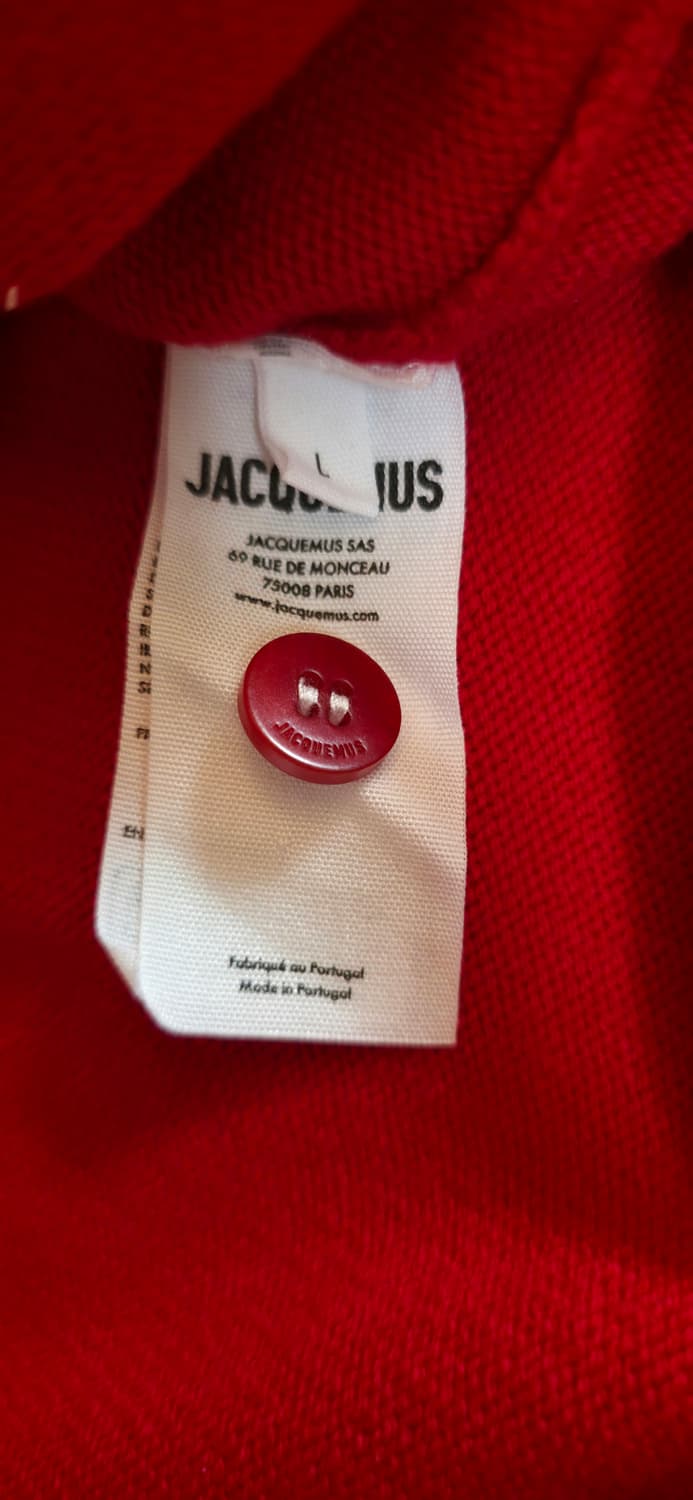 L
JACQUEMUS
JACQUEMUS SAS
69 RUE DE MONCEAU
75008 PARIS
www.jacquemus.com
JACQUEMUS
Fabriqué au Portugal
Made in Portugal